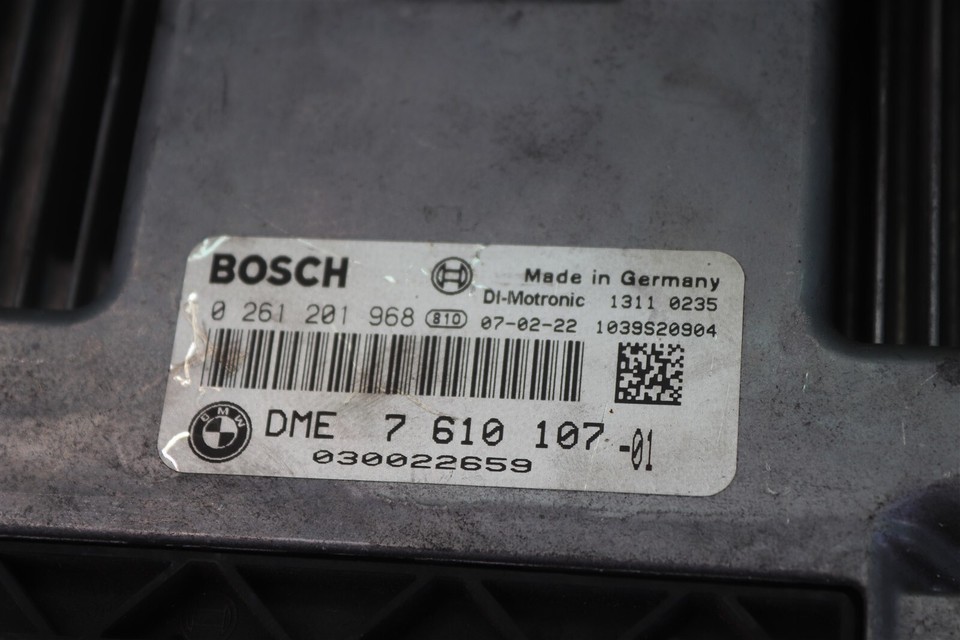 BOSCH
Made in Germany
DI-Motronic 1311 0235
0 261 201 968 810 07-02-22 1039S20904
BMW
DME 7 610 107 -01
030022659